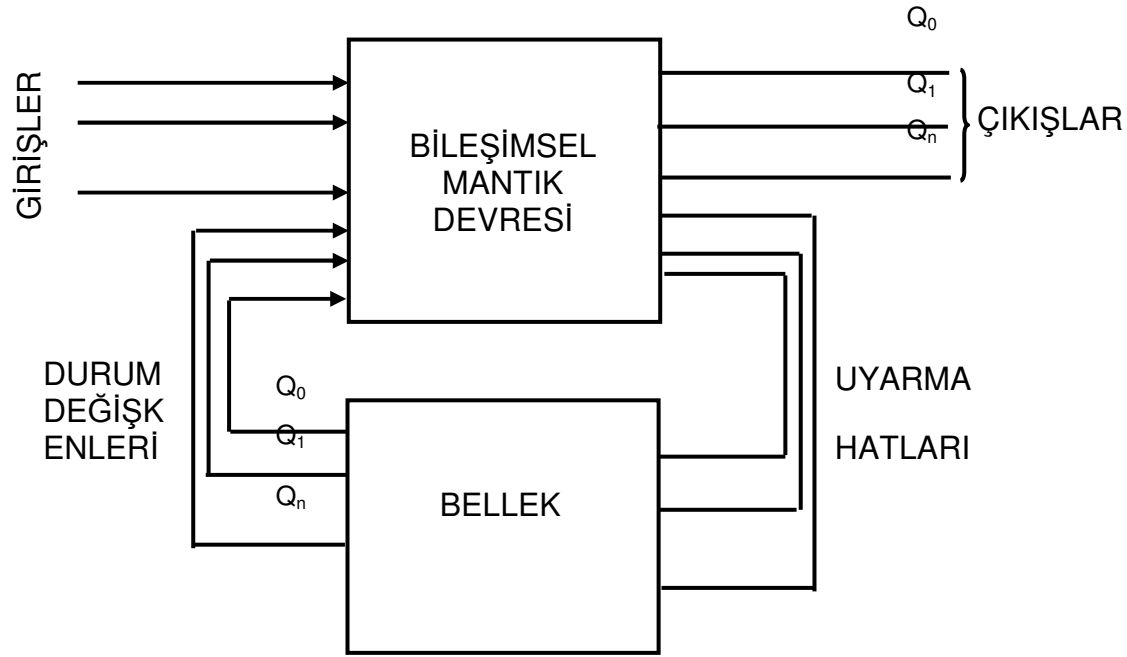 Q₀
Q₁
Qₙ
ÇIKIŞLAR
GİRİŞLER
BİLEŞİMSEL
MANTIK
DEVRESİ
DURUM
DEĞİŞK
ENLERİ
Q₀
Q₁
Qₙ
BELLEK
UYARMA
HATLARI